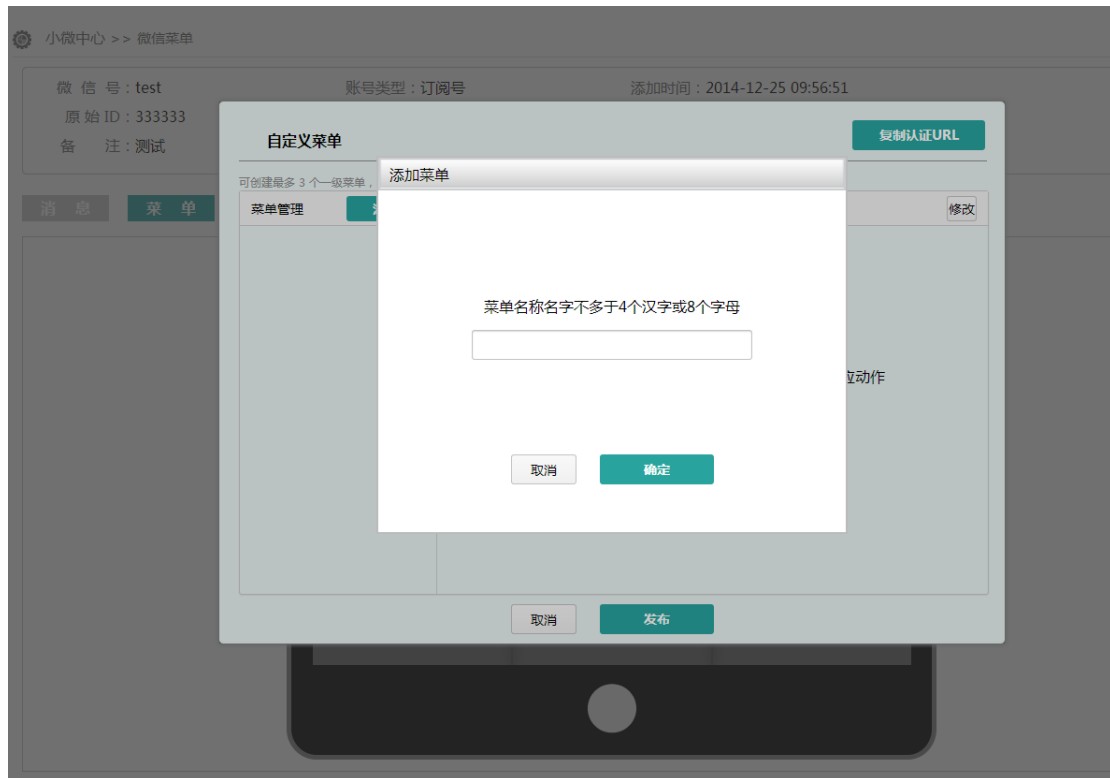 小微中心 >> 微信菜单
微 信 号：test 账号类型：订阅号 添加时间：2014-12-25 09:56:51
原 始 ID：333333
备 注：测试
自定义菜单 复制认证URL
可创建最多 3 个一级菜单，
添加菜单
消 息 菜 单
菜单管理 修改
菜单名称名字不多于4个汉字或8个字母
动作
取消 确定
取消 发布